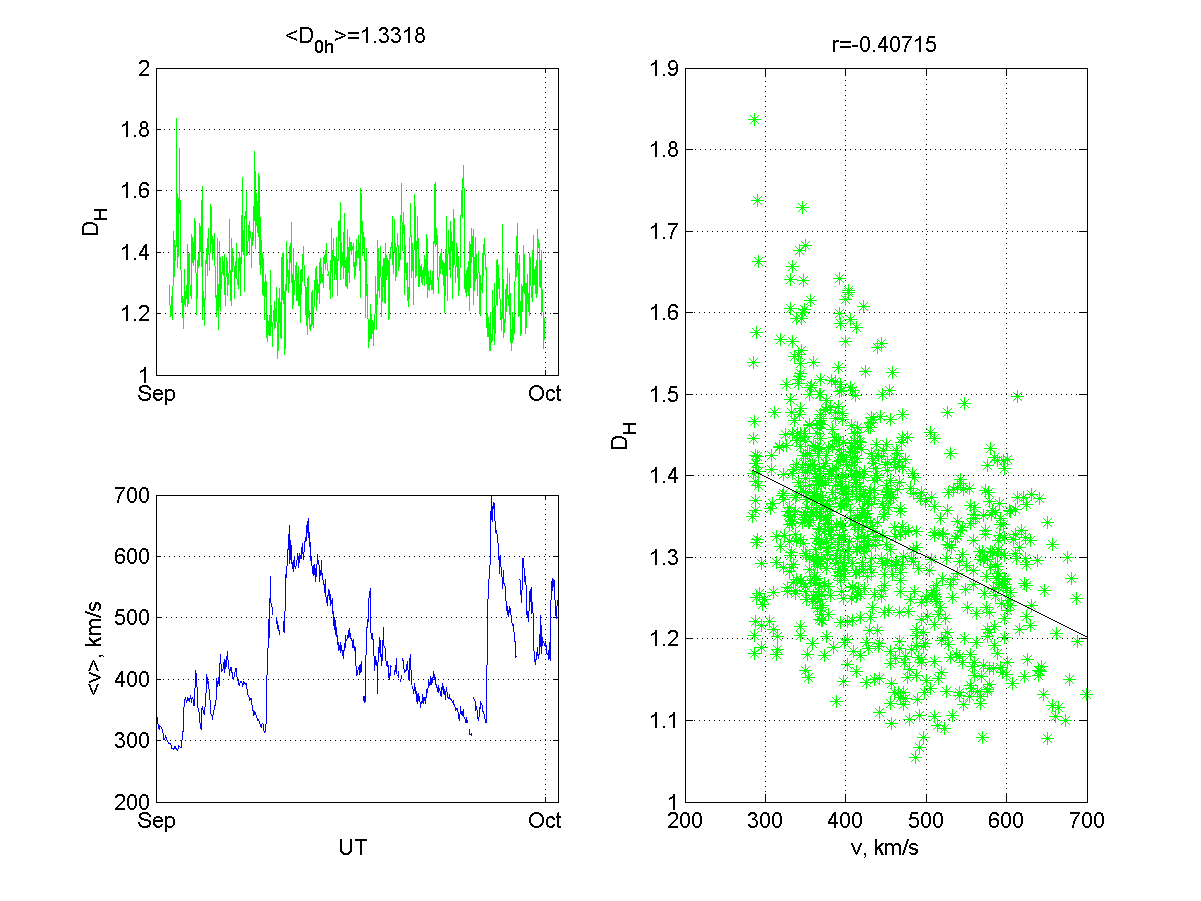 <D0h>=1.3318
2
1.8
1.6
1.4
1.2
1
DH
Sep
Oct
700
600
500
400
300
200
<v>, km/s
Sep
Oct
UT
r=-0.40715
1.9
1.8
1.7
1.6
1.5
1.4
1.3
1.2
1.1
1
DH
200 300 400 500 600 700
v, km/s